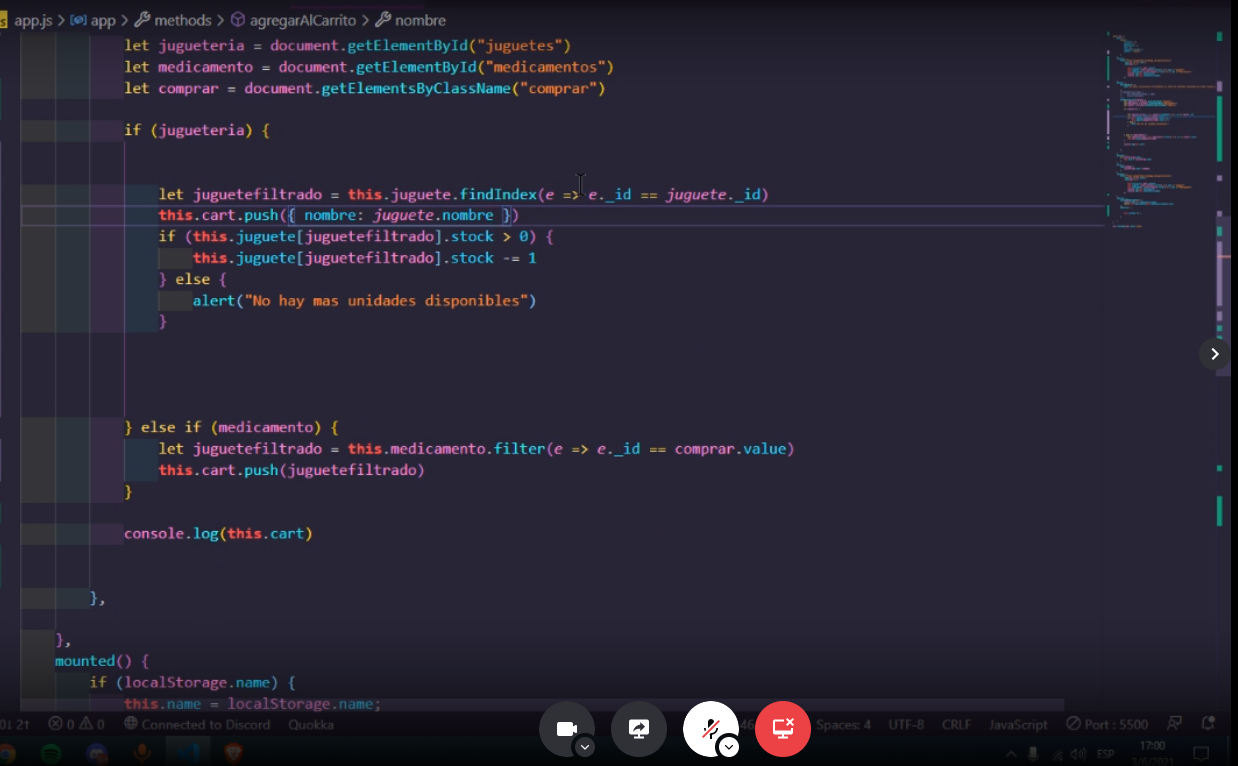 app.js > app > methods > agregarAlCarrito > nombre
let jugueteria = document.getElementById("juguetes")
let medicamento = document.getElementById("medicamentos")
let comprar = document.getElementsByClassName("comprar")
if (jugueteria) {
let juguetefiltrado = this.juguete.findIndex(e => e._id == juguete._id)
this.cart.push({ nombre: juguete.nombre })
if (this.juguete[juguetefiltrado].stock > 0) {
this.juguete[juguetefiltrado].stock -= 1
} else {
alert("No hay mas unidades disponibles")
}
} else if (medicamento) {
let juguetefiltrado = this.medicamento.filter(e => e._id == comprar.value)
this.cart.push(juguetefiltrado)
}
console.log(this.cart)
},
},
mounted() {
if (localStorage.name) {
this.name = localStorage.name;
0↓ 2↑ 0 0 Connected to Discord Quokka Spaces: 4 UTF-8 CRLF JavaScript Port : 5500
ESP 17:00